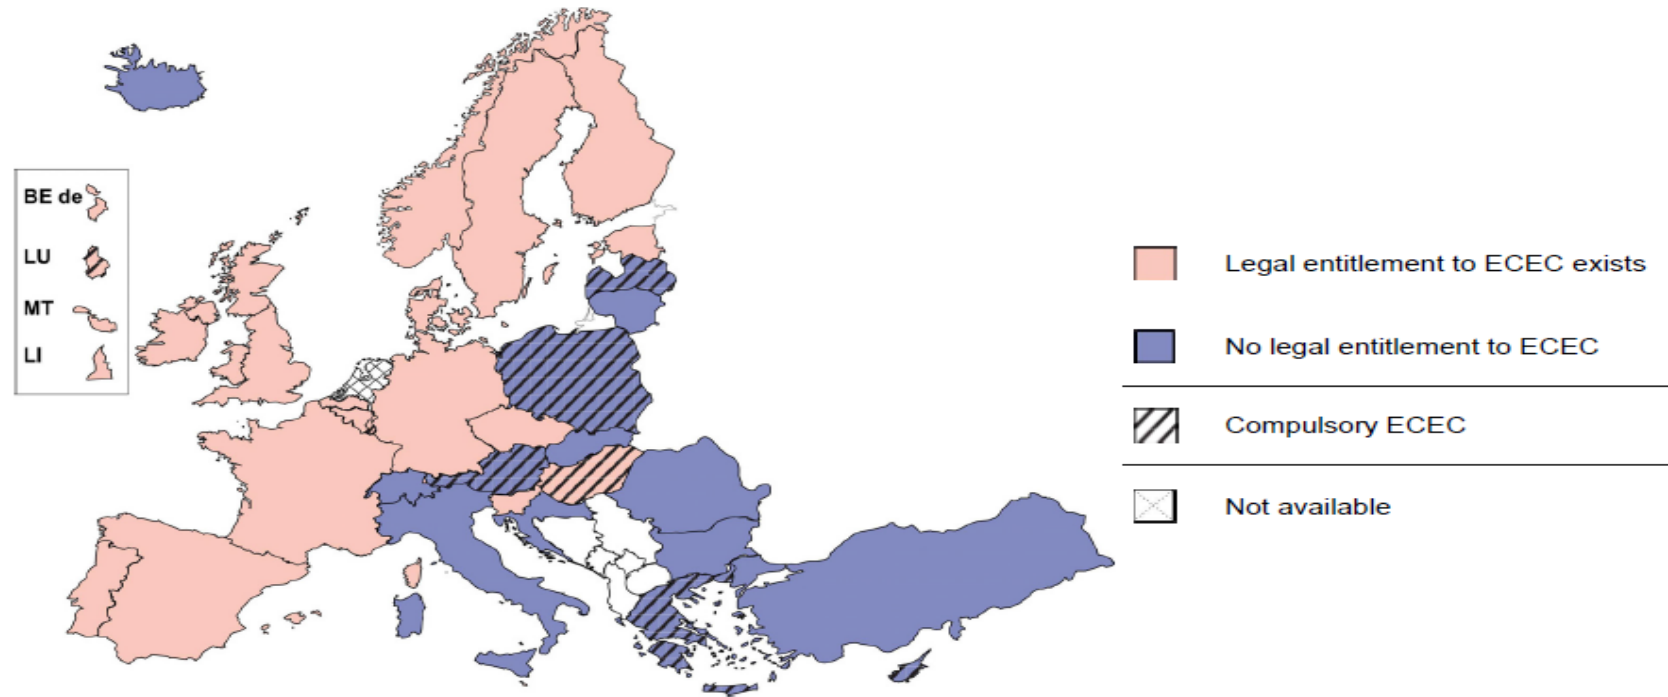 BE de
LU
MT
LI
Legal entitlement to ECEC exists
No legal entitlement to ECEC
Compulsory ECEC
Not available